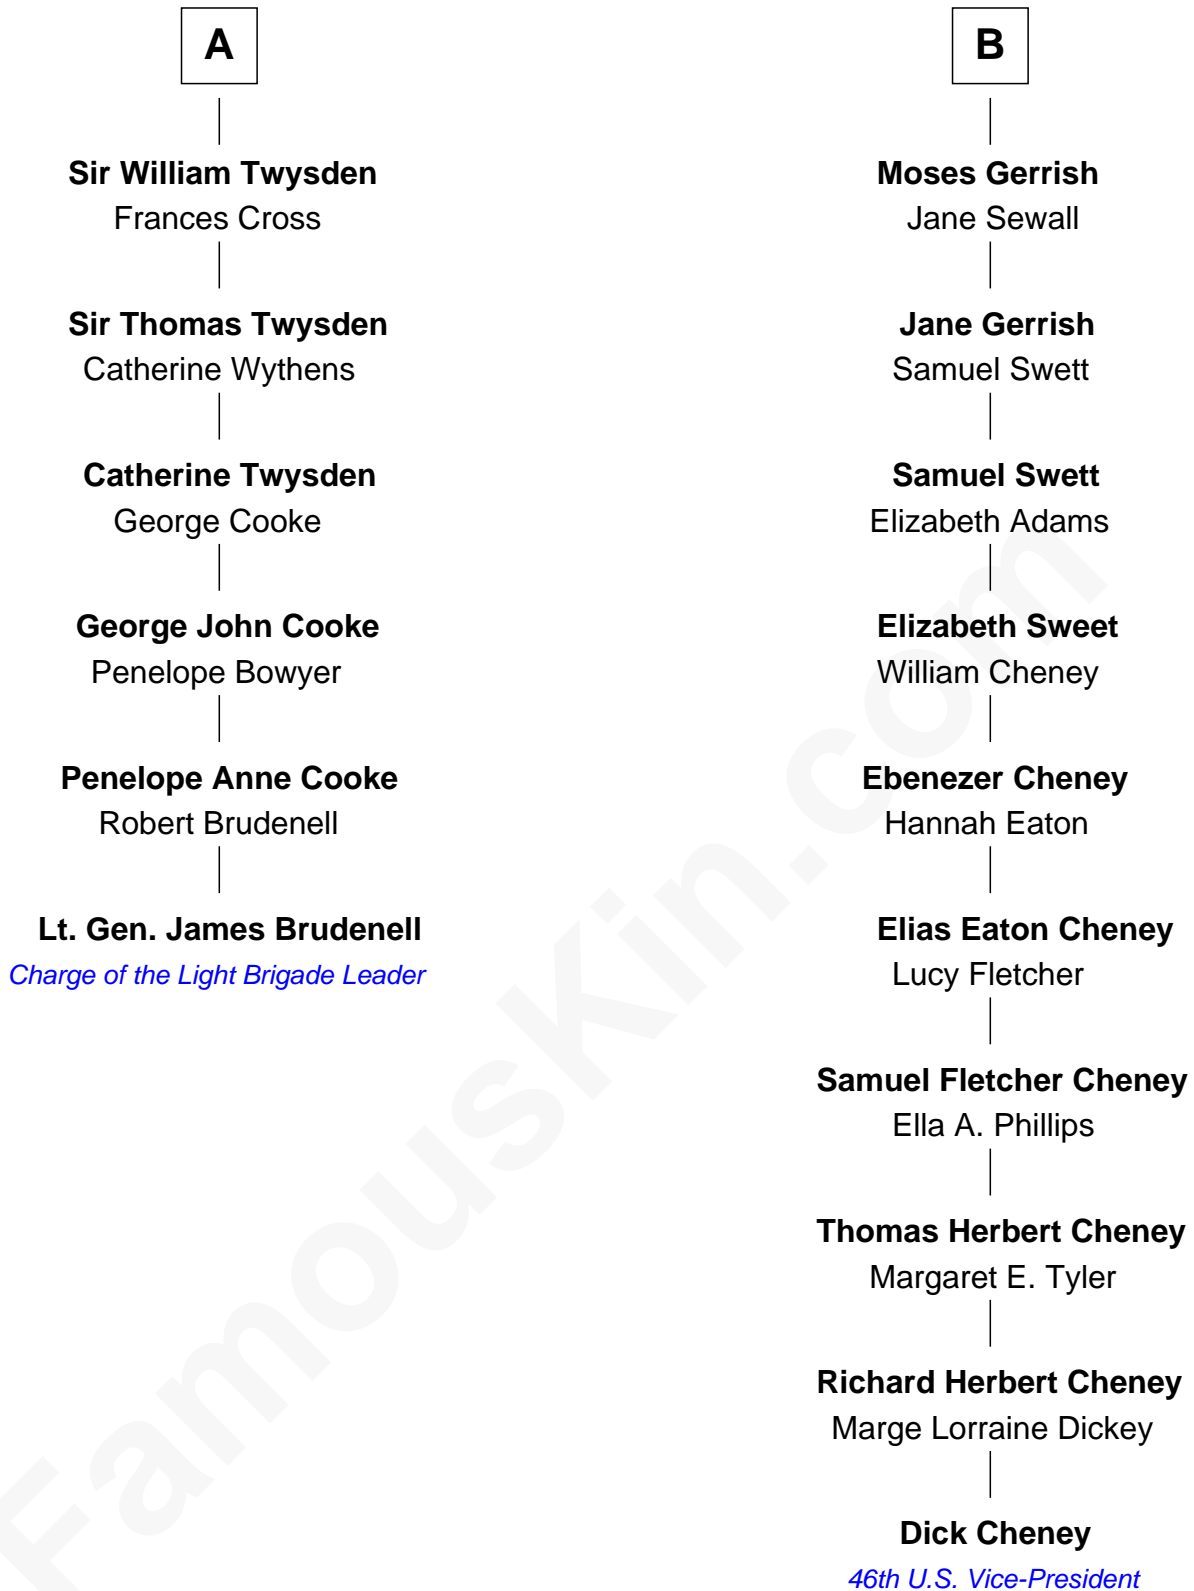 A
Sir William Twysden
Frances Cross
Sir Thomas Twysden
Catherine Wythens
Catherine Twysden
George Cooke
George John Cooke
Penelope Bowyer
Penelope Anne Cooke
Robert Brudenell
Lt. Gen. James Brudenell
Charge of the Light Brigade Leader
B
Moses Gerrish
Jane Sewall
Jane Gerrish
Samuel Swett
Samuel Swett
Elizabeth Adams
Elizabeth Sweet
William Cheney
Ebenezer Cheney
Hannah Eaton
Elias Eaton Cheney
Lucy Fletcher
Samuel Fletcher Cheney
Ella A. Phillips
Thomas Herbert Cheney
Margaret E. Tyler
Richard Herbert Cheney
Marge Lorraine Dickey
Dick Cheney
46th U.S. Vice-President
FamousKin.com